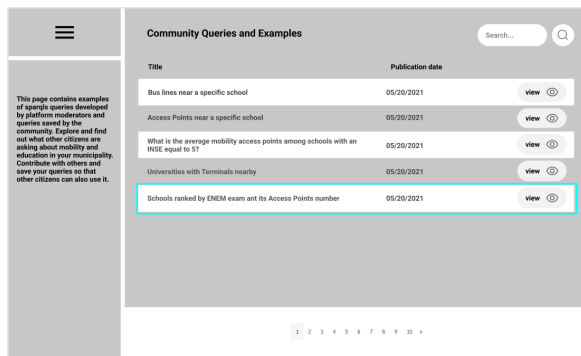 Community Queries and Examples
Search...
Title Publication date
Bus lines near a specific school 05/20/2021 view
Access Points near a specific school 05/20/2021 view
What is the average mobility access points among schools with an
INSE equal to 5? 05/20/2021 view
Universities with Terminals nearby 05/20/2021 view
Schools ranked by ENEM exam ant its Access Points number 05/20/2021 view
This page contains examples
of sparqls queries developed
by platform moderators and
queries saved by the
community. Explore and find
out what other citizens are
asking about mobility and
education in your municipality.
Contribute with others and
save your queries so that
other citizens can also use it.
1 2 3 4 5 6 7 8 9 10 »